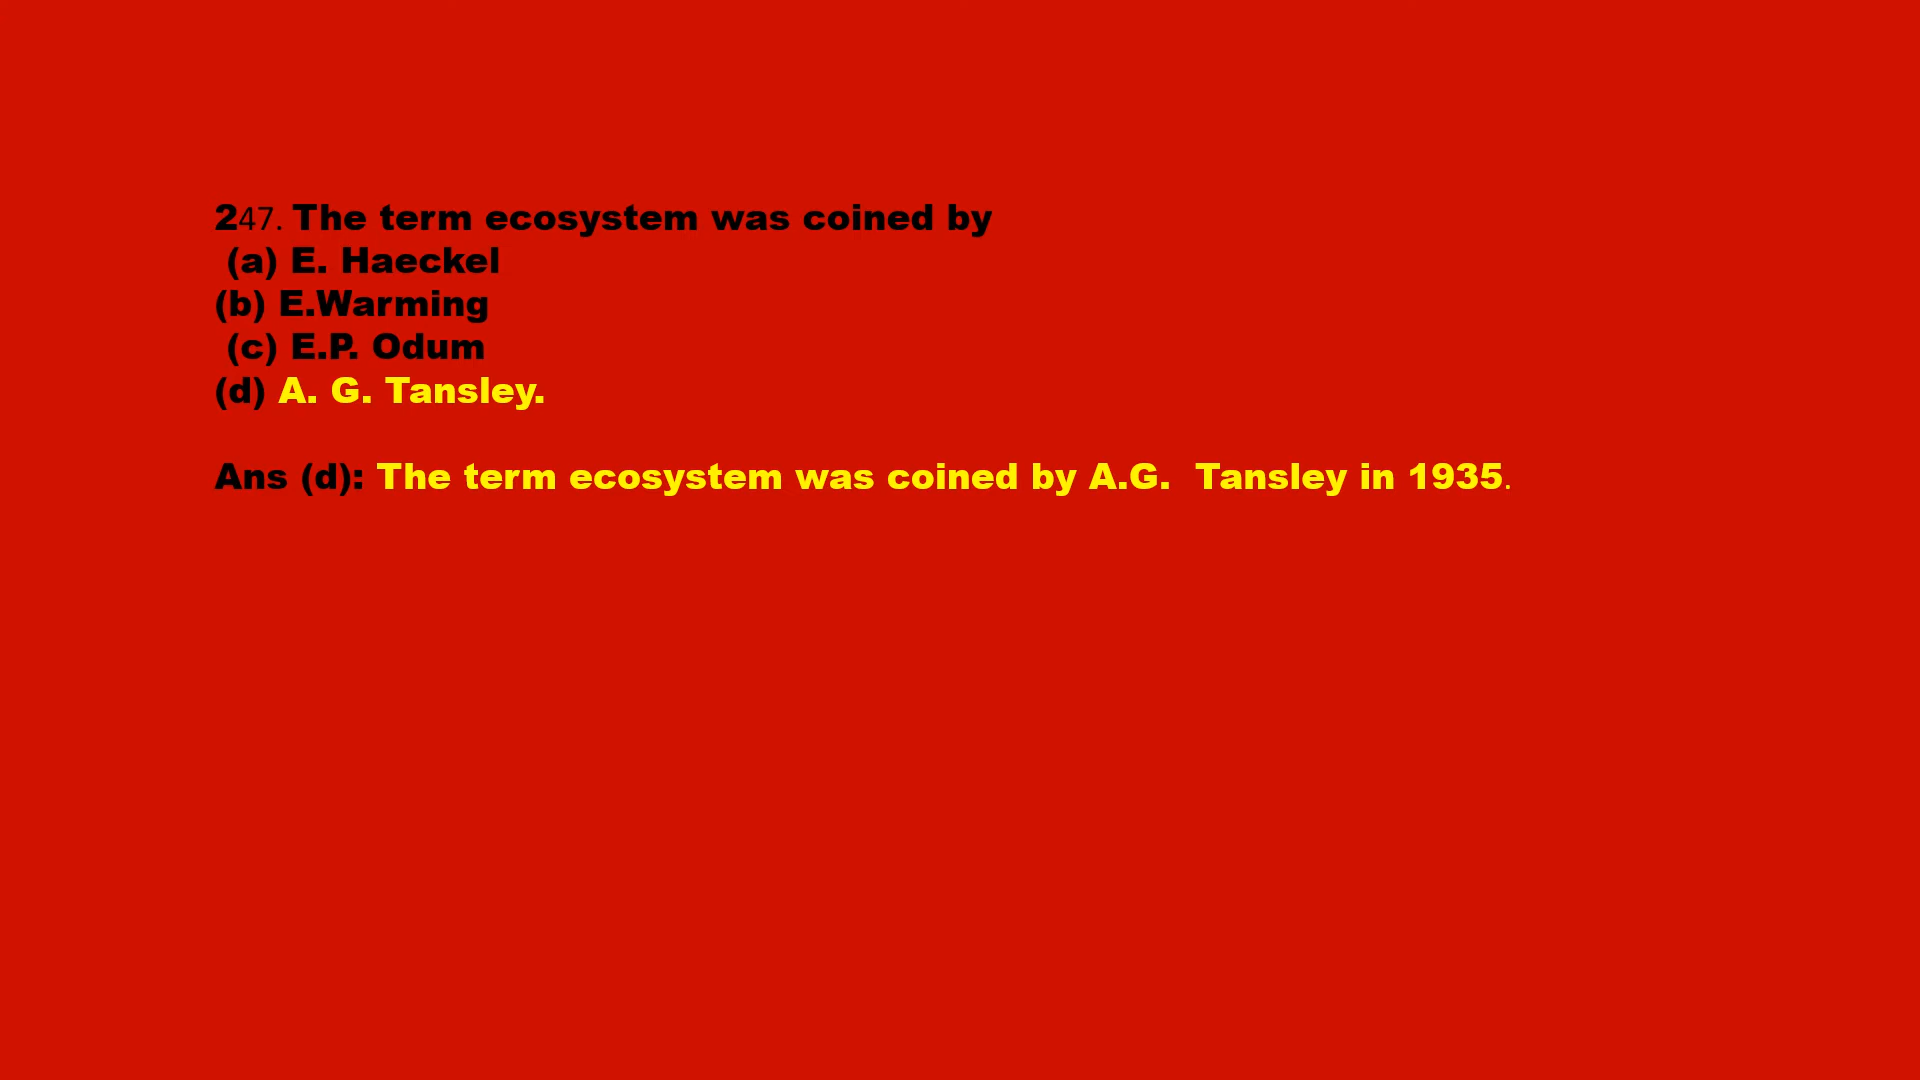 247. The term ecosystem was coined by
(a) E. Haeckel
(b) E.Warming
(c) E.P. Odum
(d) A. G. Tansley.
Ans (d): The term ecosystem was coined by A.G.  Tansley in 1935.